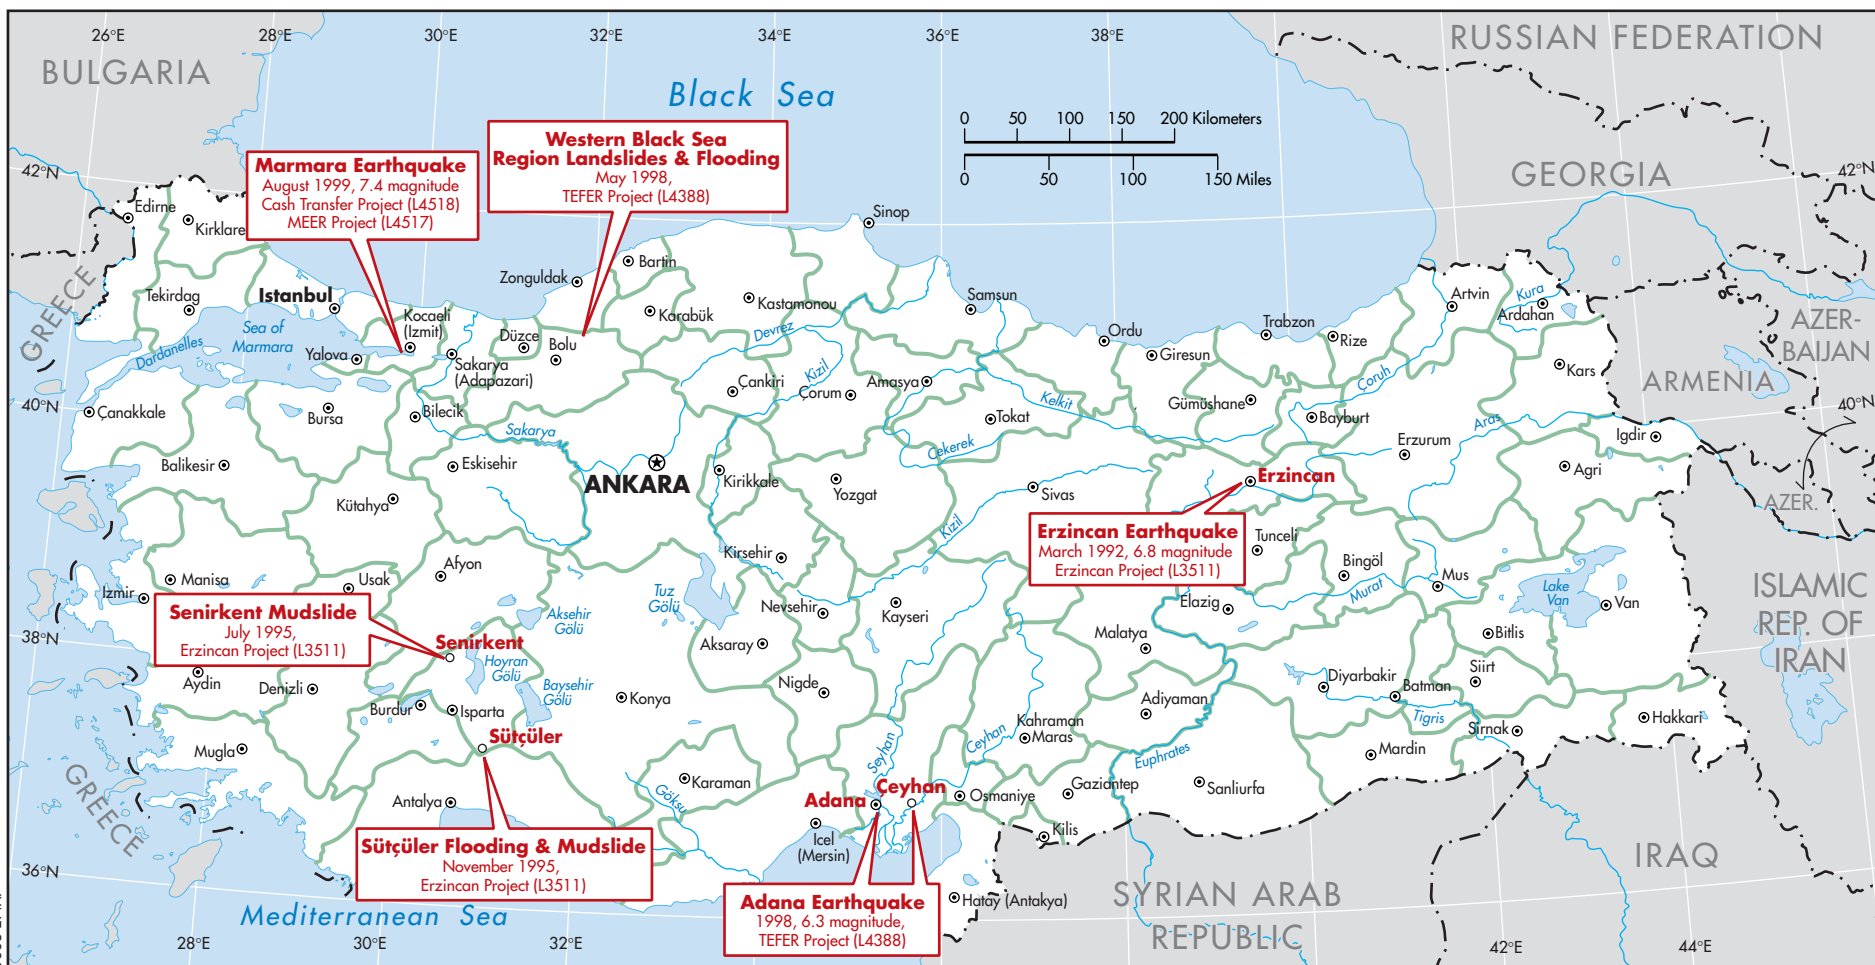 26°E
28°E
30°E
32°E
34°E
36°E
38°E
RUSSIAN FEDERATION
BULGARIA
Black Sea
0 50 100 150 200 Kilometers
0 50 100 150 Miles
Western Black Sea
Region Landslides & Flooding
May 1998,
TEFER Project (L4388)
Marmara Earthquake
August 1999, 7.4 magnitude
Cash Transfer Project (L4518)
MEER Project (L4517)
42°N
42°N
GEORGIA
Edirne
Kirklare
Sinop
Bartin
Zonguldak
GREECE
Tekirdag
Istanbul
Kastamonou
Karabük
Samsun
Artvin
Kura
Ardahan
Kocaeli
(Izmit)
Sea of
Marmara
Dardanelles
Yalova
Düzce
Bolu
Devrez
Ordu
Trabzon
Rize
Giresun
AZER-
BAIJAN
Sakarya
(Adapazari)
Çankiri
Kizil
Çorum
Amasya
Coruh
Kars
ARMENIA
40°N
40°N
Çanakkale
Bursa
Bilecik
Kelkit
Tokat
Gümüshane
Bayburt
Aras
Igdir
Sakarya
Cekerek
Erzurum
Balikesir
Eskisehir
ANKARA
Kirikkale
Yozgat
Sivas
Erzincan
Agri
AZER.
Kütahya
Kizil
Erzincan Earthquake
March 1992, 6.8 magnitude
Erzincan Project (L3511)
Tunceli
Kirsehir
Bingöl
Mus
Murat
Afyon
Manisa
Usak
Izmir
Tuz
Gölü
Nevsehir
Kayseri
Elazig
Lake
Van
Van
ISLAMIC
REP. OF
IRAN
Senirkent Mudslide
July 1995,
Erzincan Project (L3511)
Aksehir
Gölü
Senirkent
Aksaray
Malatya
Bitlis
38°N
38°N
Hoyran
Gölü
Siirt
Aydin
Denizli
Baysehir
Gölü
Nigde
Diyarbakir
Batman
Burdur
Isparta
Konya
Adiyaman
Tigris
Hakkari
Kahraman
Maras
Sirnak
Sütçüler
Mugla
Seyhan
Ceyhan
Euphrates
Mardin
GREECE
Karaman
Göksu
Adana
Çeyhan
Osmaniye
Gaziantep
Sanliurfa
Antalya
Icel
(Mersin)
Kilis
Sütçüler Flooding & Mudslide
November 1995,
Erzincan Project (L3511)
36°N
IRAQ
Adana Earthquake
1998, 6.3 magnitude,
TEFER Project (L4388)
Hatay (Antakya)
SYRIAN ARAB
REPUBLIC
Mediterranean Sea
28°E
30°E
32°E
42°E
44°E